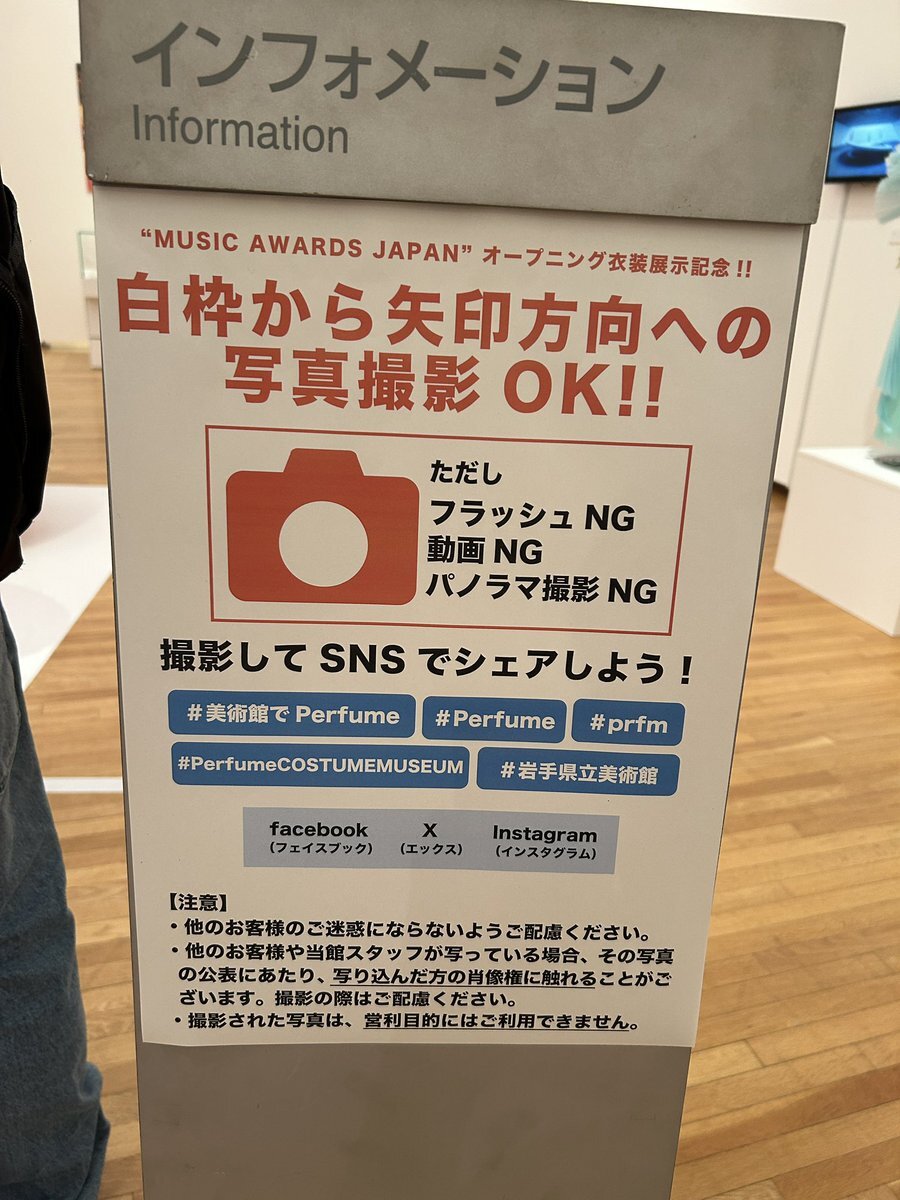 インフォメーション
Information
“MUSIC AWARDS JAPAN” オープニング衣装展示記念!!
白枠から矢印方向への
写真撮影 OK!!
ただし
フラッシュ NG
動画 NG
パノラマ撮影 NG
撮影して SNS でシェアしよう！
#美術館で Perfume #Perfume #prfm
#PerfumeCOSTUMEMUSEUM #岩手県立美術館
facebook X Instagram
（フェイスブック） （エックス） （インスタグラム）
【注意】
・他のお客様のご迷惑にならないようご配慮ください。
・他のお客様や当館スタッフが写っている場合、その写真
の公表にあたり、写り込んだ方の肖像権に触れることがご
ざいます。撮影の際はご配慮ください。
・撮影された写真は、営利目的にはご利用できません。